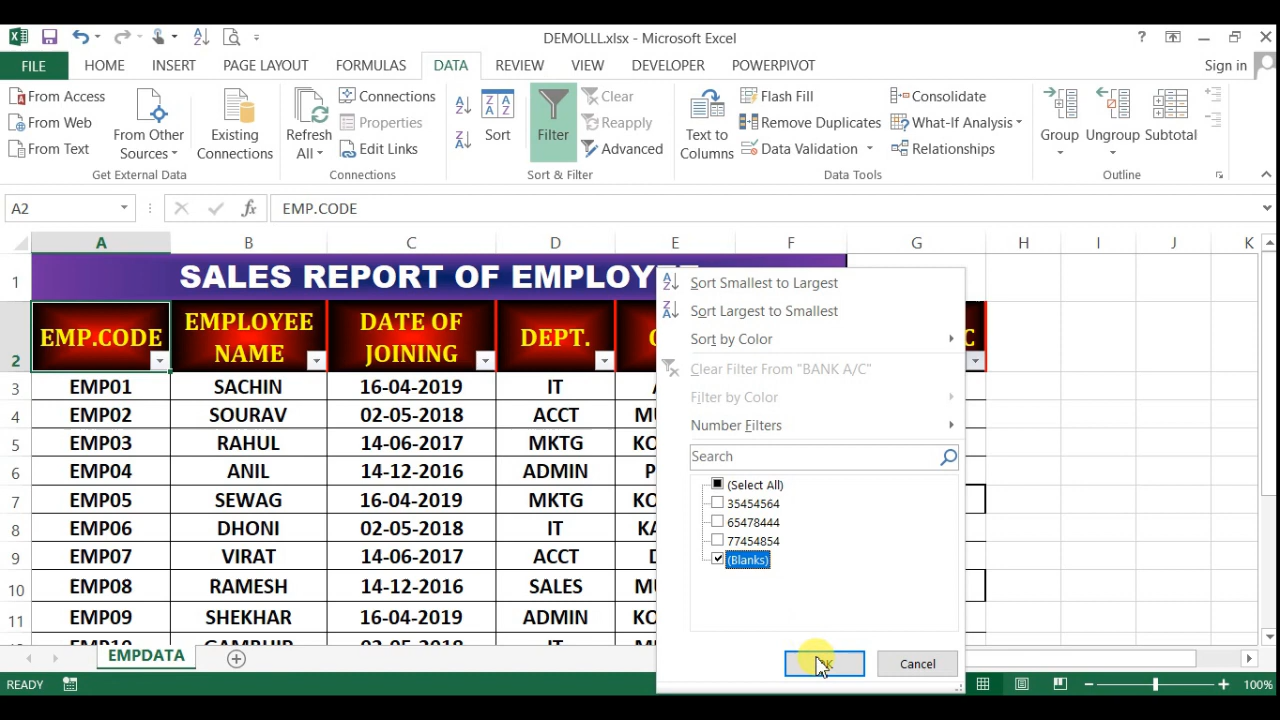 DEMOLLL.xlsx - Microsoft Excel
?
FILE HOME INSERT PAGE LAYOUT FORMULAS DATA REVIEW VIEW DEVELOPER POWERPIVOT Sign in
From Access
From Web
From Text
From Other
Sources
Get External Data
Existing
Connections
Refresh
All
Connections
Properties
Edit Links
Connections
Sort
Filter
Clear
Reapply
Advanced
Sort & Filter
Text to
Columns
Flash Fill
Remove Duplicates
Data Validation
Consolidate
What-If Analysis
Relationships
Data Tools
Group
Ungroup
Subtotal
Outline
A2 fx EMP.CODE
A B C D E F G H I J K
1 SALES REPORT OF
2 EMP.CODE EMPLOYEE NAME DATE OF JOINING DEPT.
3 EMP01 SACHIN 16-04-2019 IT
4 EMP02 SOURAV 02-05-2018 ACCT
5 EMP03 RAHUL 14-06-2017 MKTG
6 EMP04 ANIL 14-12-2016 ADMIN
7 EMP05 SEWAG 16-04-2019 MKTG
8 EMP06 DHONI 02-05-2018 IT
9 EMP07 VIRAT 14-06-2017 ACCT
10 EMP08 RAMESH 14-12-2016 SALES
11 EMP09 SHEKHAR 16-04-2019 ADMIN
Sort Smallest to Largest
Sort Largest to Smallest
Sort by Color
Clear Filter From "BANK A/C"
Filter by Color
Number Filters
Search
(Select All)
35454564
65478444
77454854
(Blanks)
Cancel
EMPDATA
READY 100%